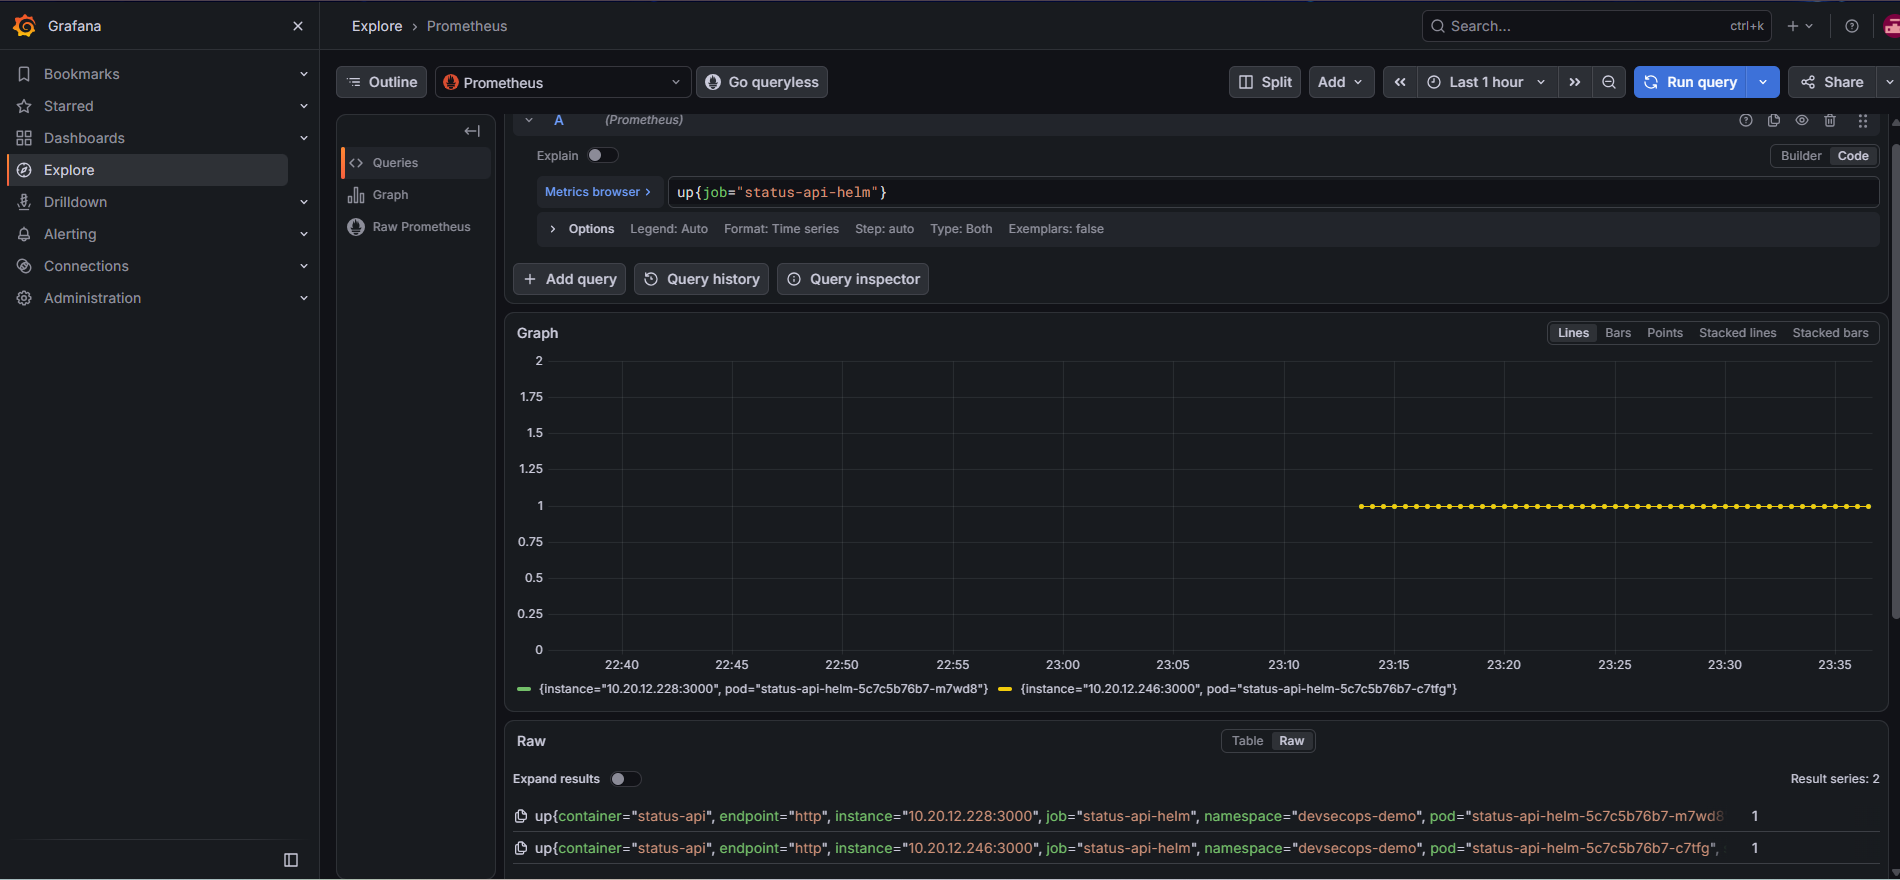 Grafana
Explore › Prometheus
Search...
ctrl+k
Bookmarks
Starred
Dashboards
Explore
Drilldown
Alerting
Connections
Administration
Outline
Prometheus
Go queryless
Split
Add
Last 1 hour
Run query
Share
Queries
Graph
Raw Prometheus
A (Prometheus)
Explain
Builder Code
Metrics browser >
up{job="status-api-helm"}
Options Legend: Auto Format: Time series Step: auto Type: Both Exemplars: false
+ Add query
Query history
Query inspector
Graph
Lines Bars Points Stacked lines Stacked bars
2
1.75
1.5
1.25
1
0.75
0.5
0.25
0
22:40 22:45 22:50 22:55 23:00 23:05 23:10 23:15 23:20 23:25 23:30 23:35
{instance="10.20.12.228:3000", pod="status-api-helm-5c7c5b76b7-m7wd8"} {instance="10.20.12.246:3000", pod="status-api-helm-5c7c5b76b7-c7tfg"}
Raw
Table Raw
Expand results
Result series: 2
up{container="status-api", endpoint="http", instance="10.20.12.228:3000", job="status-api-helm", namespace="devsecops-demo", pod="status-api-helm-5c7c5b76b7-m7wd8 1
up{container="status-api", endpoint="http", instance="10.20.12.246:3000", job="status-api-helm", namespace="devsecops-demo", pod="status-api-helm-5c7c5b76b7-c7tfg", 1